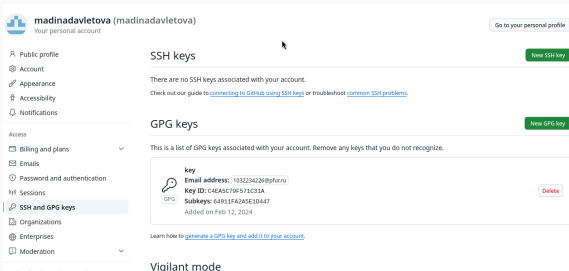 madinadavletova (madinadavletova)
Your personal account
Go to your personal profile
Public profile
Account
Appearance
Accessibility
Notifications
Access
Billing and plans
Emails
Password and authentication
Sessions
SSH and GPG keys
Organizations
Enterprises
Moderation
SSH keys
New SSH key
There are no SSH keys associated with your account.
Check out our guide to connecting to GitHub using SSH keys or troubleshoot common SSH problems.
GPG keys
New GPG key
This is a list of GPG keys associated with your account. Remove any keys that you do not recognize.
key
Email address: 1032234226@pfur.ru
Key ID: C4EA5C79F571C31A
Subkeys: 64911FA2A5E1D447
Added on Feb 12, 2024
GPG
Delete
Learn how to generate a GPG key and add it to your account.
Vigilant mode